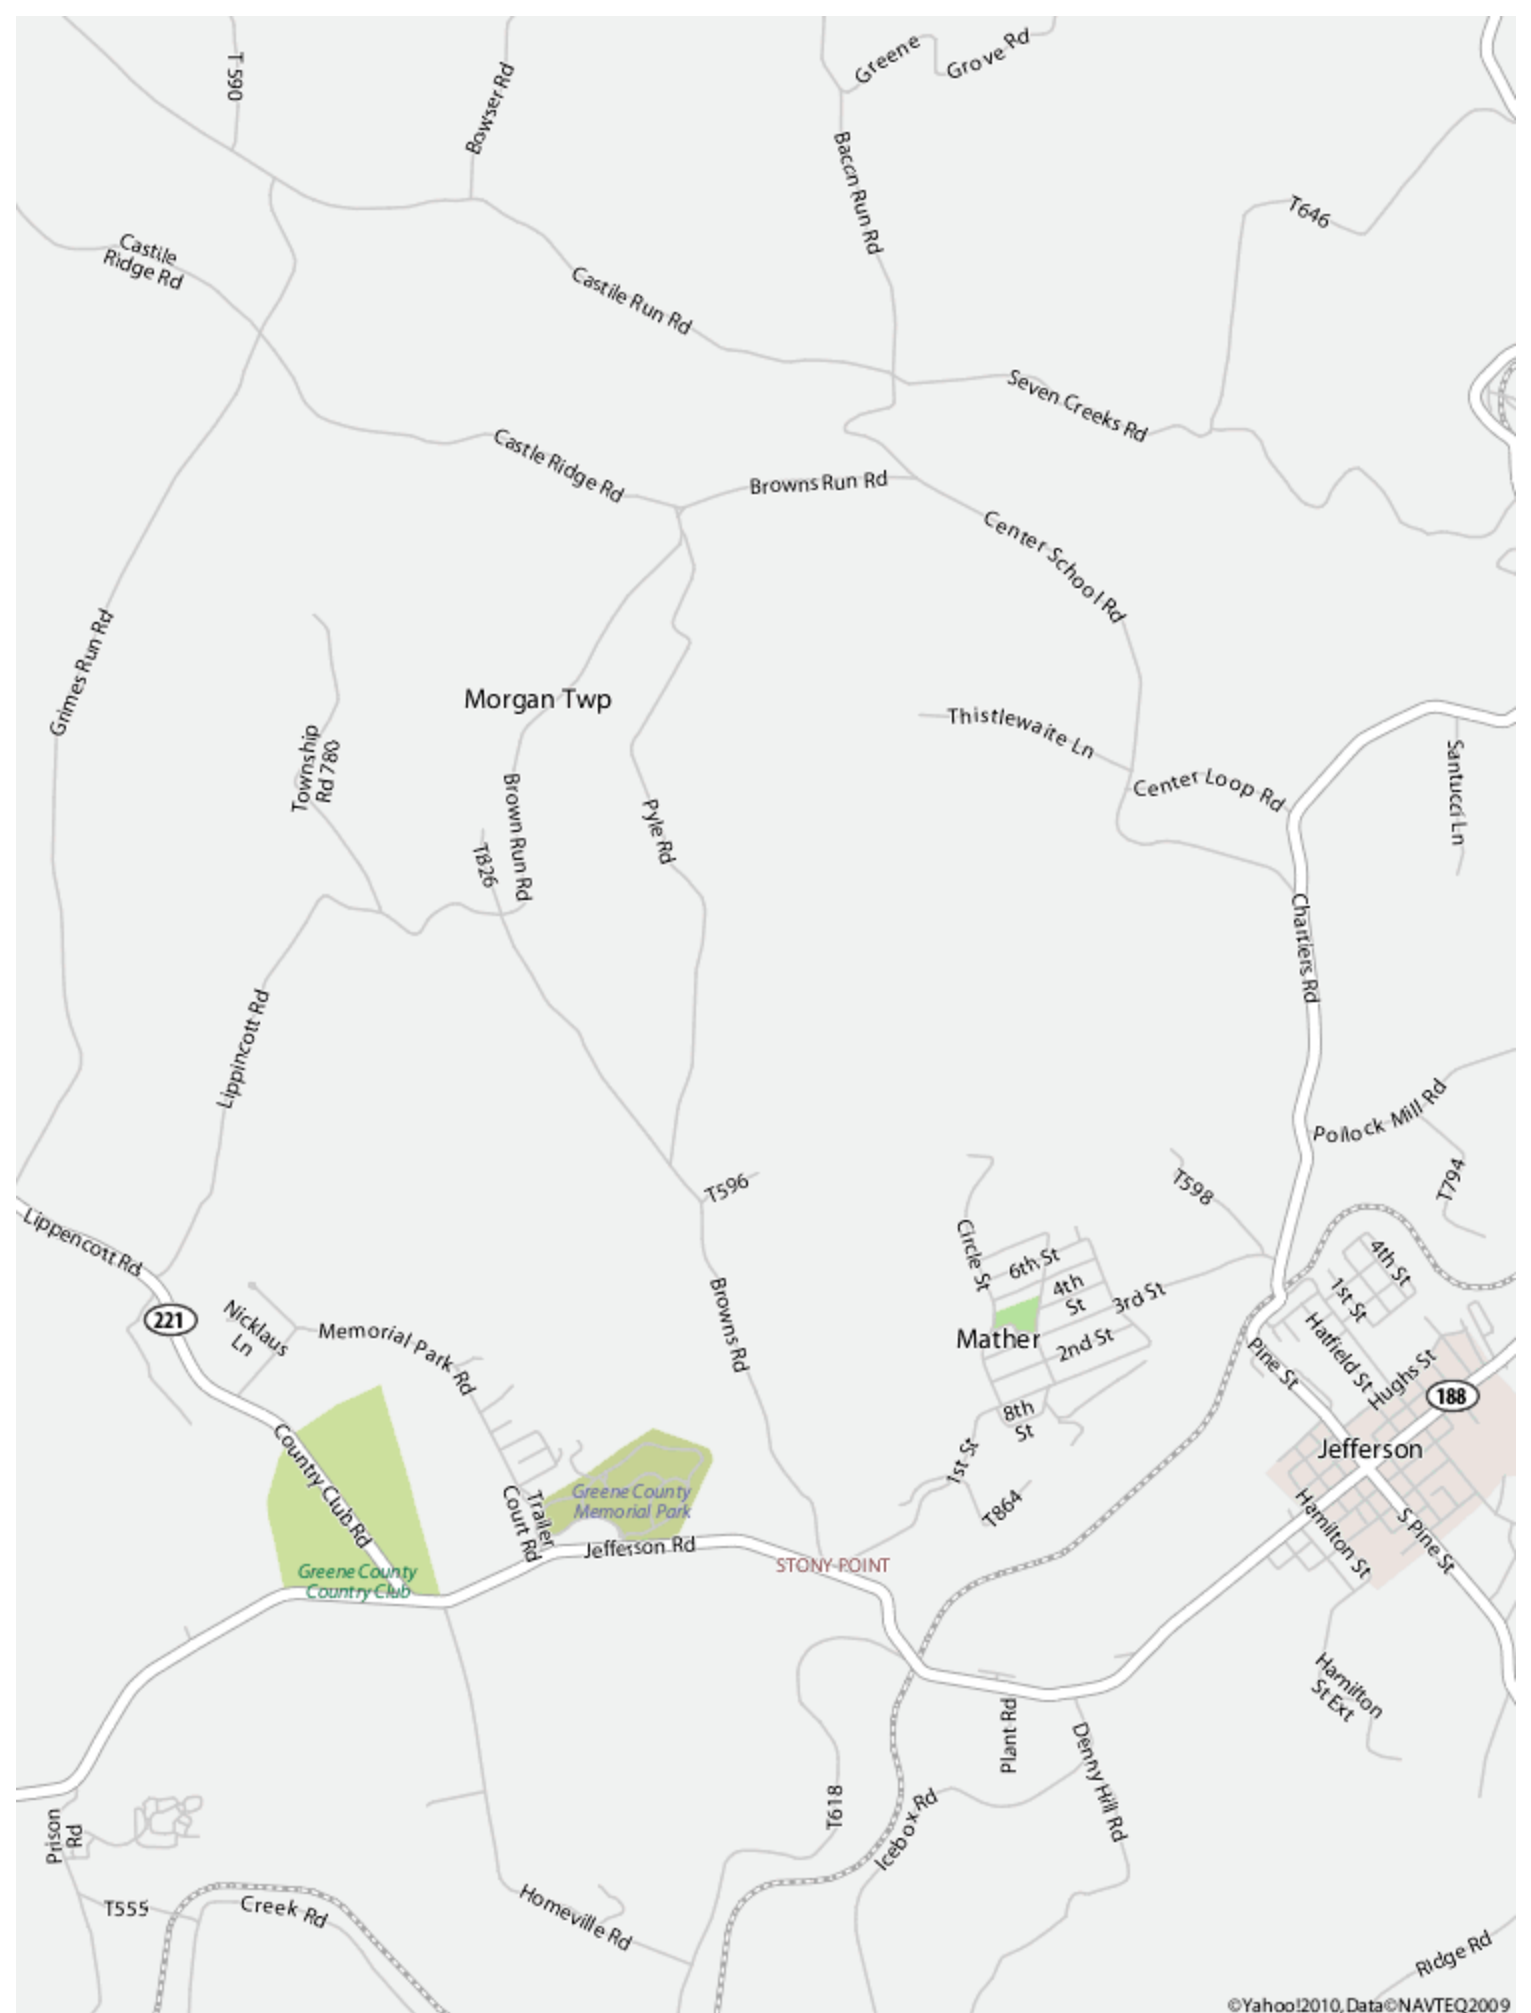 T 590
Bowser Rd
Greene
Grove Rd
Bacon Run Rd
T646
Castile
Ridge Rd
Castile Run Rd
Seven Creeks Rd
Castle Ridge Rd
Browns Run Rd
Center School Rd
Grimes Run Rd
Morgan Twp
Thistlewaite Ln
Township
Rd 780
Center Loop Rd
Santucci Ln
Brown Run Rd
Pyle Rd
T826
Chartiers Rd
Lippincott Rd
Pollock Mill Rd
T794
T596
T598
Lippencott Rd
Circle St
6th St
4th
St
3rd St
4th St
1st St
221
Nicklaus
Ln
Memorial Park Rd
Browns Rd
Mather
2nd St
Pine St
Hatfield St
Hughs St
188
8th
St
Country Club Rd
1st St
Jefferson
Greene County
Memorial Park
Trailer
Court Rd
T864
Hamilton St
S Pine St
Jefferson Rd
STONY POINT
Greene County
Country Club
Hamilton
St Ext
Plant Rd
Denny Hill Rd
T618
Icebox Rd
Prison
Rd
T555
Creek Rd
Homeville Rd
Ridge Rd
©Yahoo!2010, Data©NAVTEQ2009